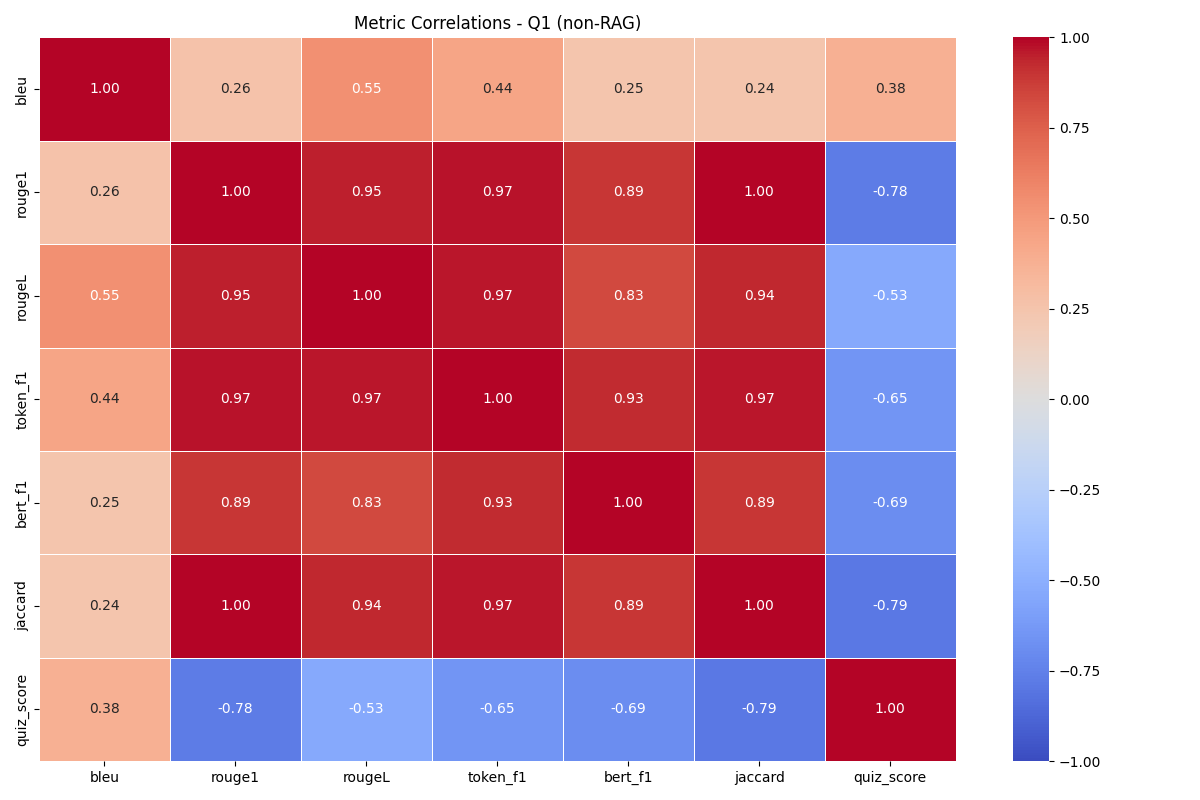 Metric Correlations - Q1 (non-RAG)
bleu 1.00 0.26 0.55 0.44 0.25 0.24 0.38
rouge1 0.26 1.00 0.95 0.97 0.89 1.00 -0.78
rougeL 0.55 0.95 1.00 0.97 0.83 0.94 -0.53
token_f1 0.44 0.97 0.97 1.00 0.93 0.97 -0.65
bert_f1 0.25 0.89 0.83 0.93 1.00 0.89 -0.69
jaccard 0.24 1.00 0.94 0.97 0.89 1.00 -0.79
quiz_score 0.38 -0.78 -0.53 -0.65 -0.69 -0.79 1.00
bleu rouge1 rougeL token_f1 bert_f1 jaccard quiz_score
1.00
0.75
0.50
0.25
0.00
−0.25
−0.50
−0.75
−1.00